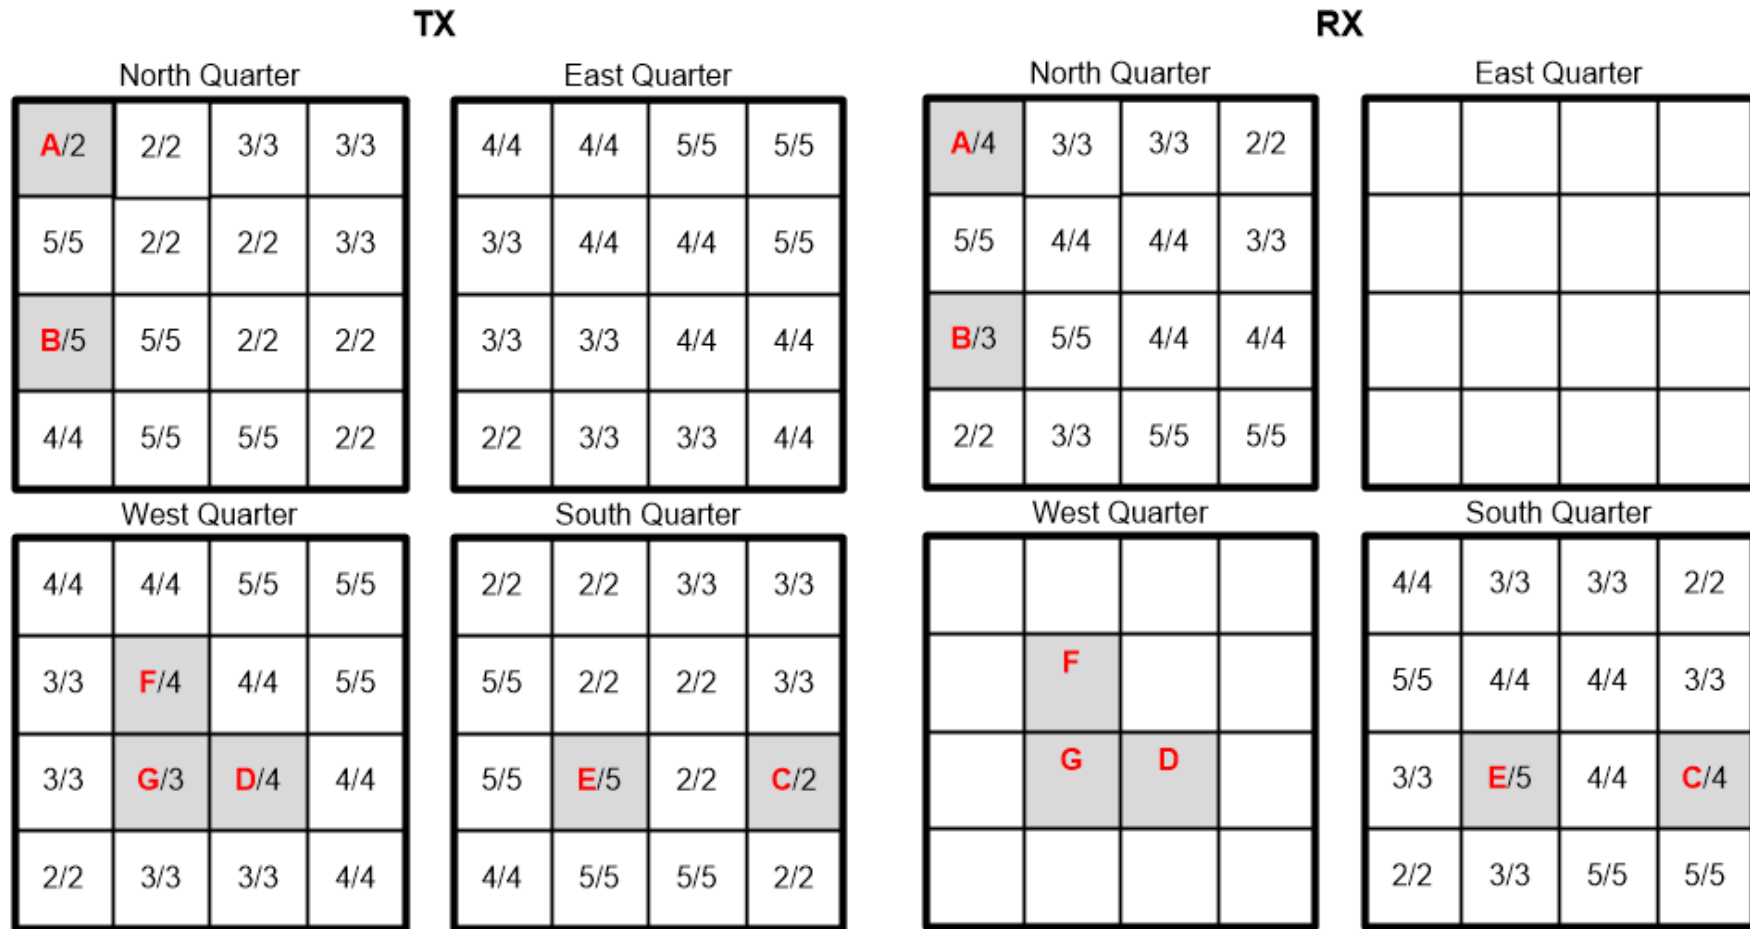 TX RX
North Quarter East Quarter North Quarter East Quarter
A/2 2/2 3/3 3/3 4/4 4/4 5/5 5/5 A/4 3/3 3/3 2/2
5/5 2/2 2/2 3/3 3/3 4/4 4/4 5/5 5/5 4/4 4/4 3/3
B/5 5/5 2/2 2/2 3/3 3/3 4/4 4/4 B/3 5/5 4/4 4/4
4/4 5/5 5/5 2/2 2/2 3/3 3/3 4/4 2/2 3/3 5/5 5/5
West Quarter South Quarter West Quarter South Quarter
4/4 4/4 5/5 5/5 2/2 2/2 3/3 3/3 4/4 3/3 3/3 2/2
3/3 F/4 4/4 5/5 5/5 2/2 2/2 3/3 F 5/5 4/4 4/4 3/3
3/3 G/3 D/4 4/4 5/5 E/5 2/2 C/2 G D 3/3 E/5 4/4 C/4
2/2 3/3 3/3 4/4 4/4 5/5 5/5 2/2 2/2 3/3 5/5 5/5